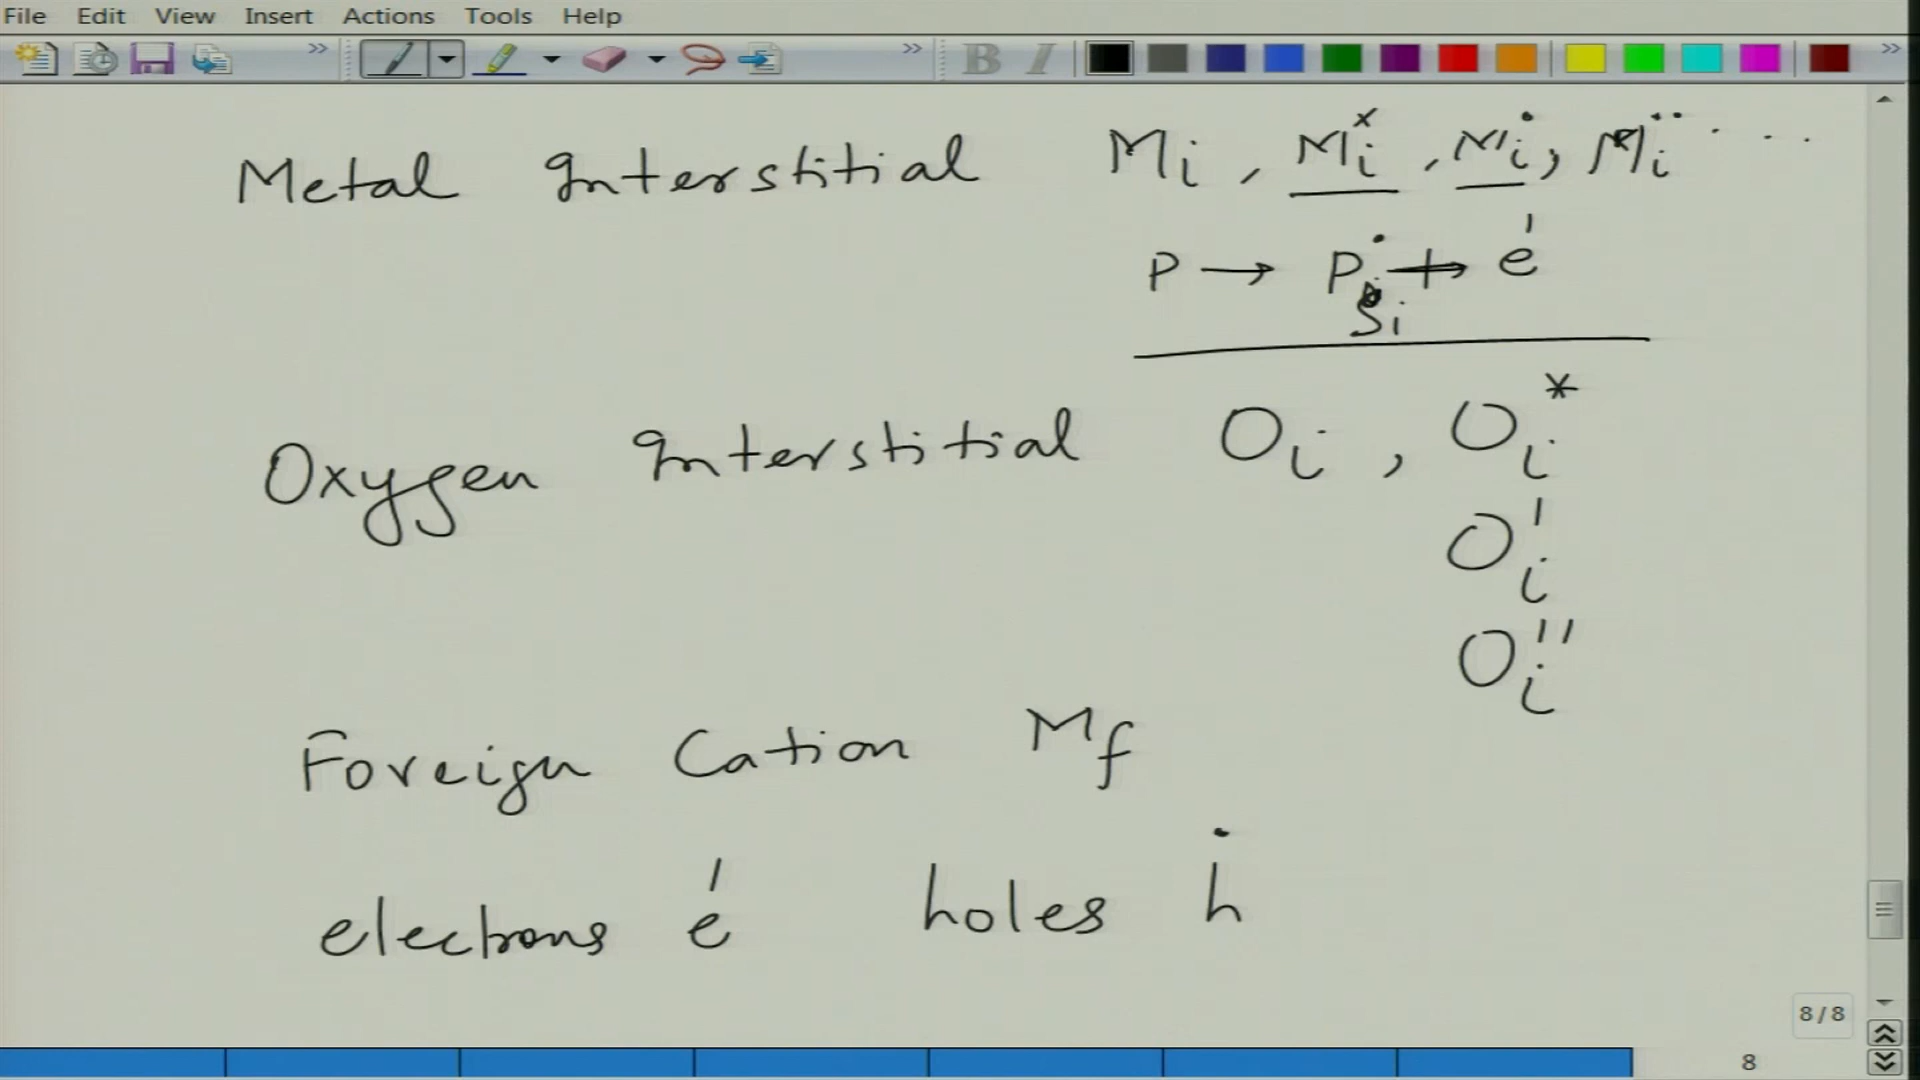 File Edit View Insert Actions Tools Help
B I
Metal Interstitial Mi, Mi˟, Mi˙, Mi¨ . . .
P → P˙Si + e′
Oxygen Interstitial Oi, Oi*
Oi′
Oi′′
Foreign Cation Mf
electrons e′ holes h˙
8/8
8